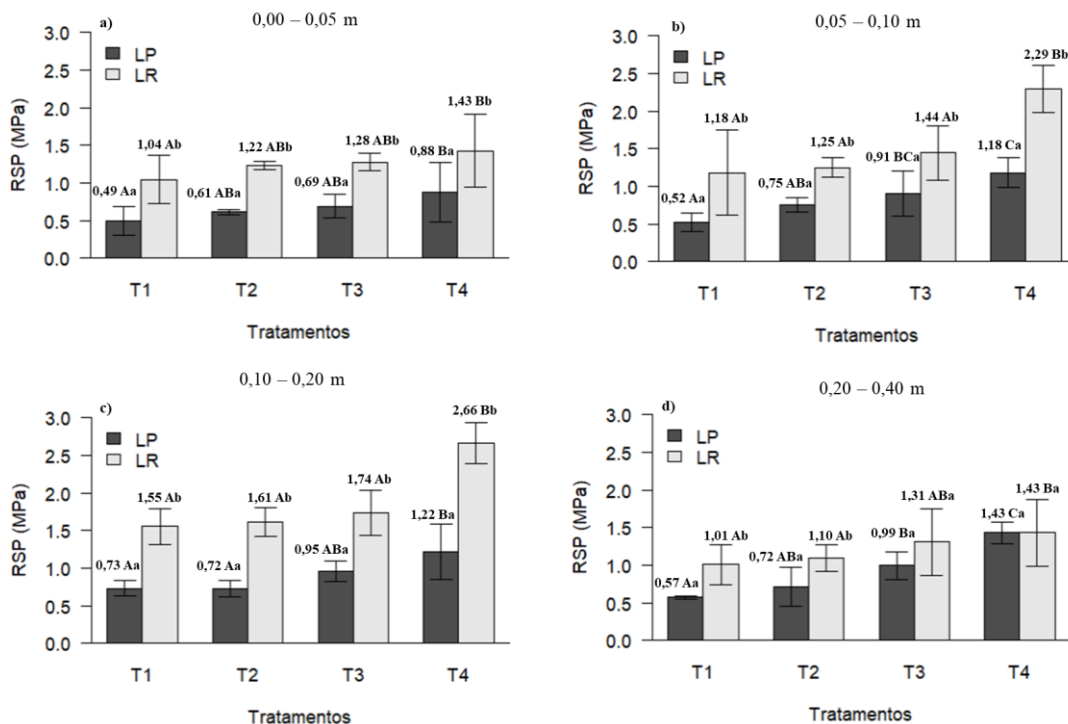 a)
0,00 – 0,05 m
3.0
2.5
2.0
1.5
1.0
0.5
0.0
RSP (MPa)
LP
LR
0,49 Aa
1,04 Ab
0,61 ABa
1,22 ABb
0,69 ABa
1,28 ABb
0,88 Ba
1,43 Bb
T1 T2 T3 T4
Tratamentos
b)
0,05 – 0,10 m
3.0
2.5
2.0
1.5
1.0
0.5
0.0
RSP (MPa)
LP
LR
0,52 Aa
1,18 Ab
0,75 ABa
1,25 Ab
0,91 BCa
1,44 Ab
1,18 Ca
2,29 Bb
T1 T2 T3 T4
Tratamentos
c)
0,10 – 0,20 m
3.0
2.5
2.0
1.5
1.0
0.5
0.0
RSP (MPa)
LP
LR
0,73 Aa
1,55 Ab
0,72 Aa
1,61 Ab
0,95 ABa
1,74 Ab
1,22 Ba
2,66 Bb
T1 T2 T3 T4
Tratamentos
d)
0,20 – 0,40 m
3.0
2.5
2.0
1.5
1.0
0.5
0.0
RSP (MPa)
LP
LR
0,57 Aa
1,01 Ab
0,72 ABa
1,10 Ab
0,99 Ba
1,31 ABa
1,43 Ca
1,43 Ba
T1 T2 T3 T4
Tratamentos